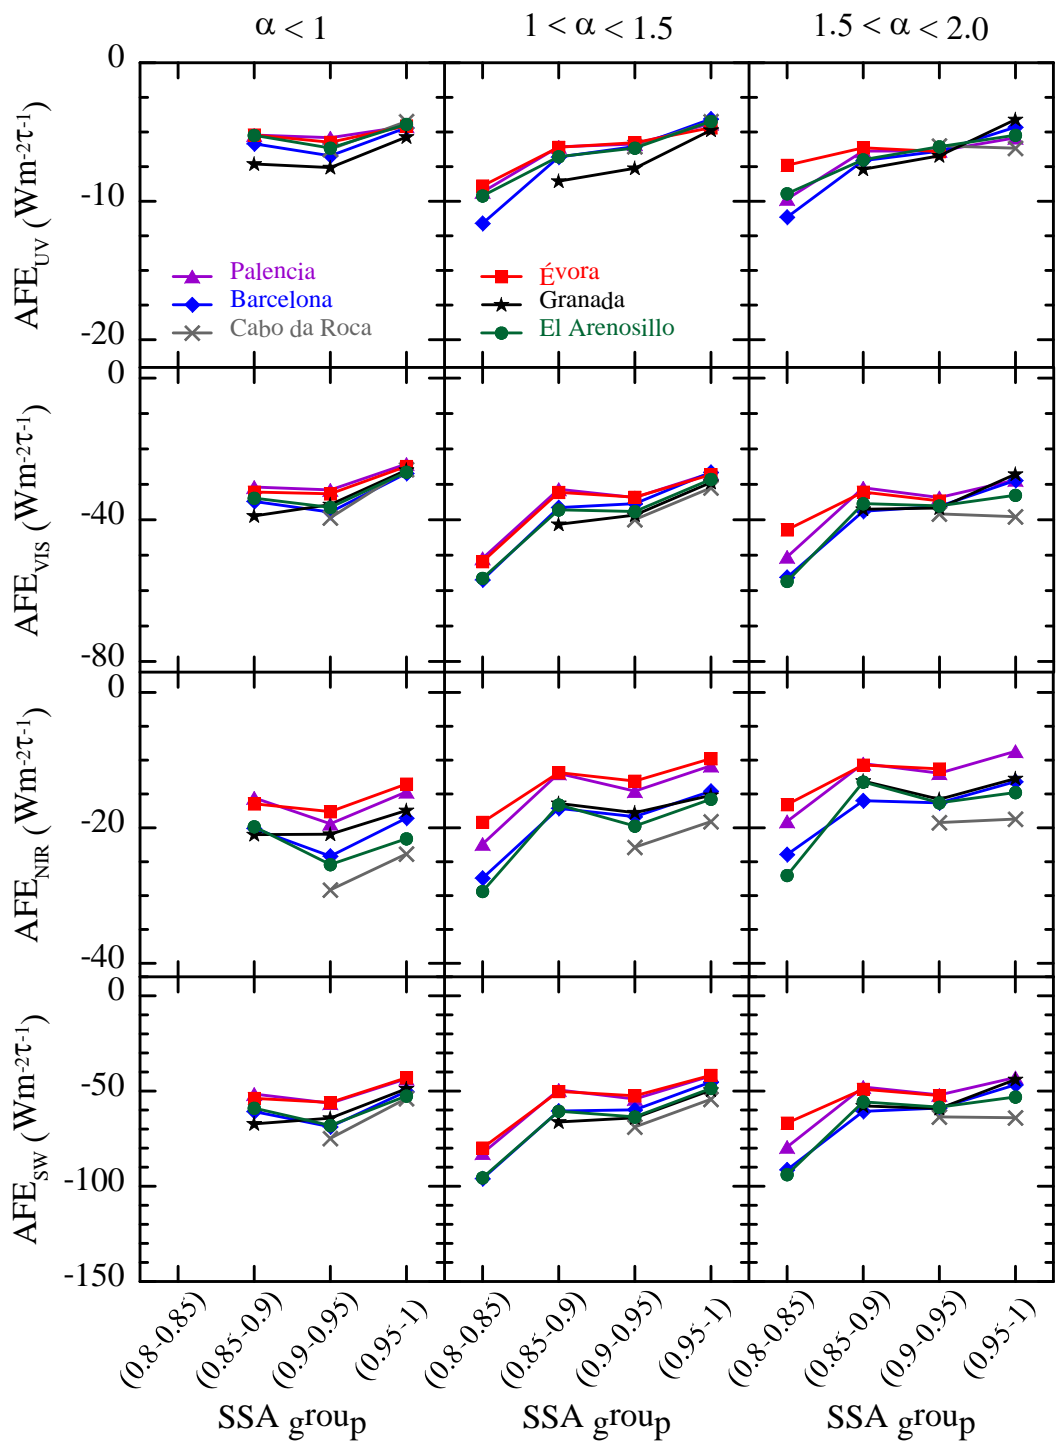 α < 1
1 < α < 1.5
1.5 < α < 2.0
AFE_UV (Wm-2τ-1)
0
-10
-20
Palencia
Barcelona
Cabo da Roca
Évora
Granada
El Arenosillo
AFE_VIS (Wm-2τ-1)
0
-40
-80
AFE_NIR (Wm-2τ-1)
0
-20
-40
AFE_SW (Wm-2τ-1)
0
-50
-100
-150
(0.8-0.85)
(0.85-0.9)
(0.9-0.95)
(0.95-1)
(0.8-0.85)
(0.85-0.9)
(0.9-0.95)
(0.95-1)
(0.8-0.85)
(0.85-0.9)
(0.9-0.95)
(0.95-1)
SSA group
SSA group
SSA group